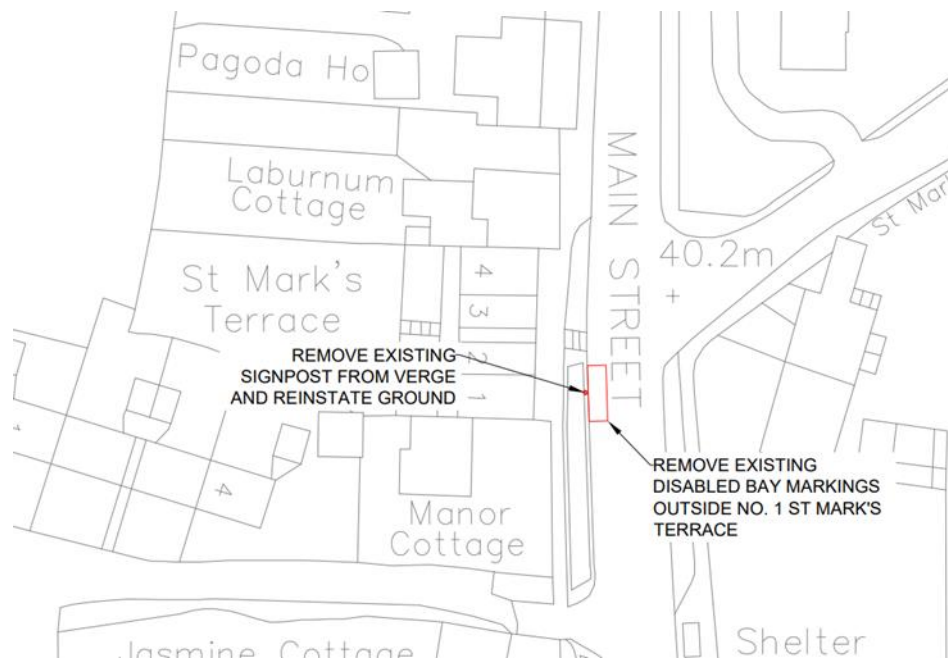 Pagoda Ho
Laburnum
Cottage
MAIN STREET
St Mark
40.2m
St Mark's
Terrace
4
3
2
1
REMOVE EXISTING
SIGNPOST FROM VERGE
AND REINSTATE GROUND
REMOVE EXISTING
DISABLED BAY MARKINGS
OUTSIDE NO. 1 ST MARK'S
TERRACE
4
Manor
Cottage
Jasmine Cottage
Shelter